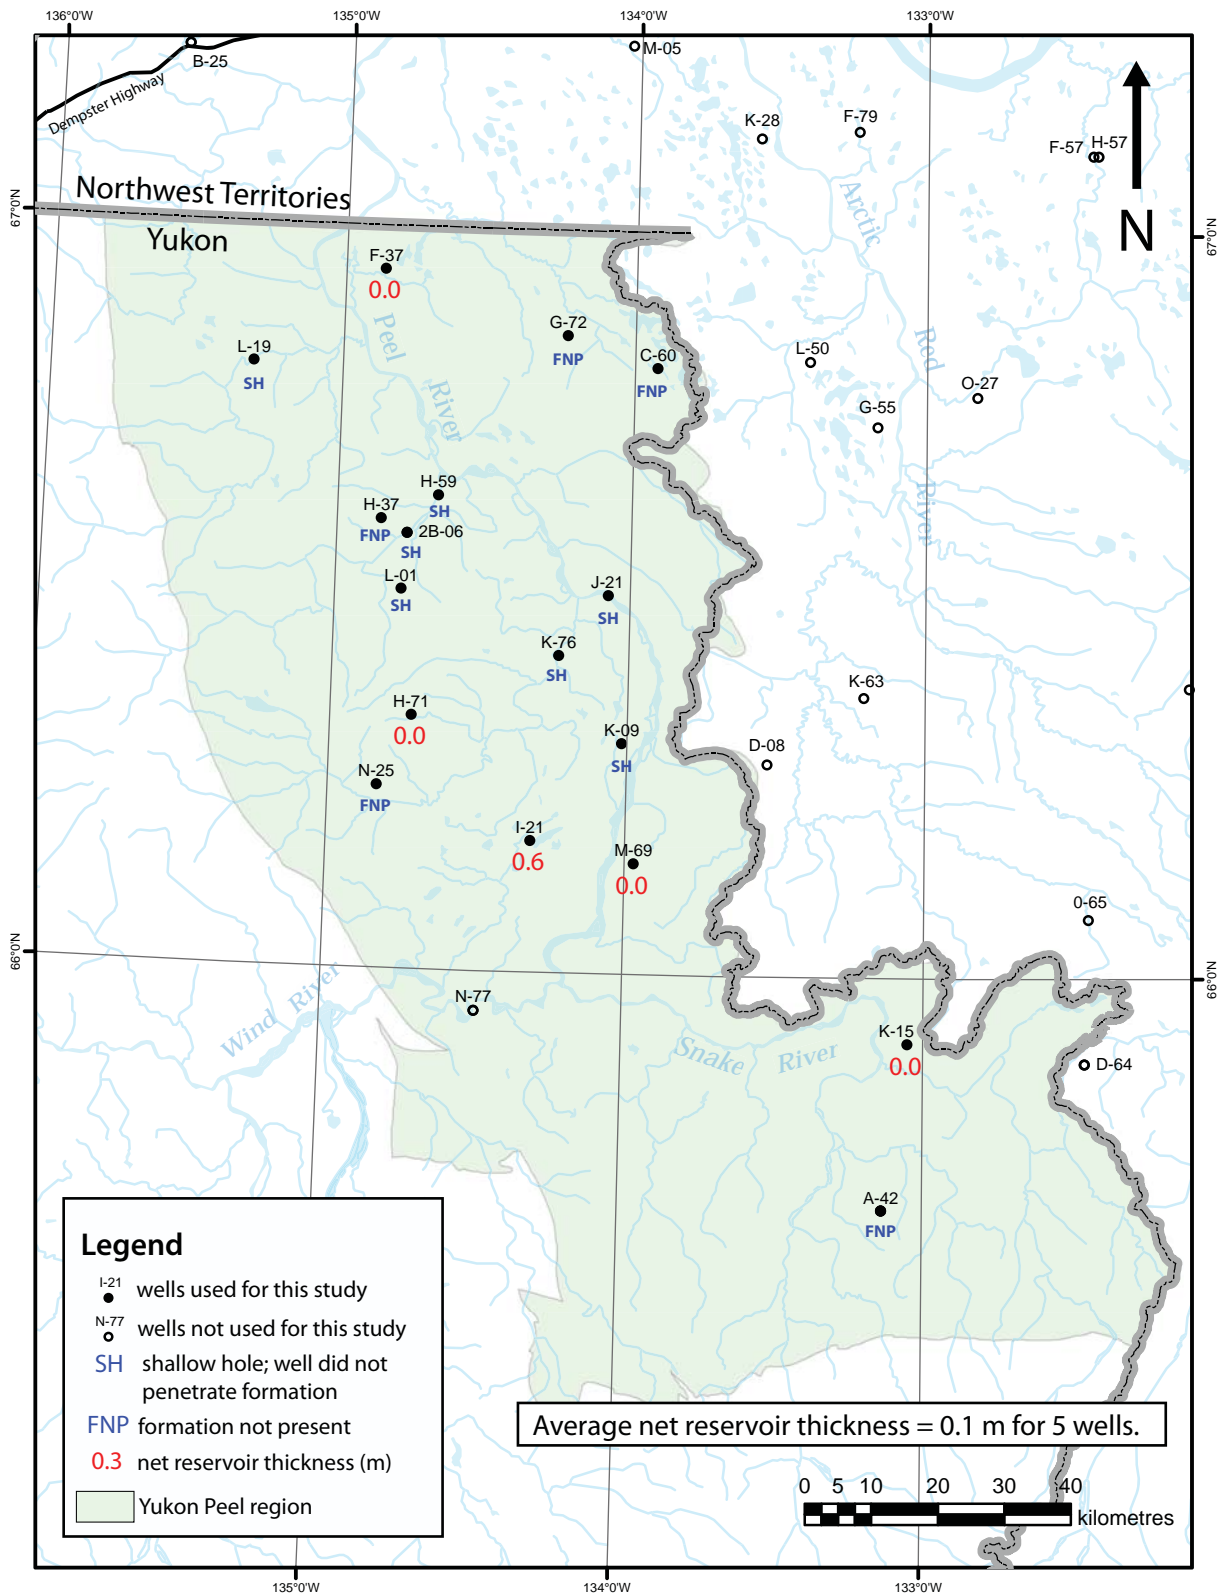 136°0'W
135°0'W
134°0'W
133°0'W
B-25
Dempster Highway
M-05
K-28
F-79
F-57
H-57
N
Arctic
Red
River
Northwest Territories
Yukon
67°0'N
67°0'N
F-37
0.0
Peel
River
G-72
FNP
C-60
FNP
L-19
SH
L-50
O-27
G-55
H-59
SH
H-37
FNP
2B-06
SH
L-01
SH
J-21
SH
K-76
SH
K-63
H-71
0.0
K-09
SH
D-08
N-25
FNP
I-21
0.6
M-69
0.0
0-65
66°0'N
66°0'N
Wind River
N-77
Snake River
K-15
0.0
D-64
A-42
FNP
Legend
I-21
wells used for this study
N-77
wells not used for this study
SH shallow hole; well did not
penetrate formation
FNP formation not present
0.3 net reservoir thickness (m)
Yukon Peel region
Average net reservoir thickness = 0.1 m for 5 wells.
0 5 10 20 30 40
kilometres
135°0'W
134°0'W
133°0'W